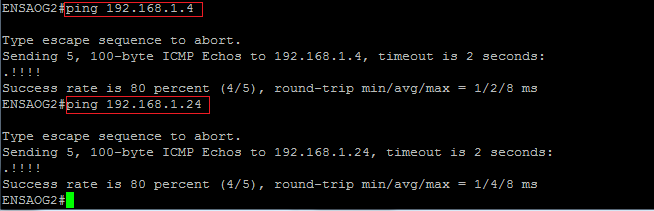 ENSAOG2#ping 192.168.1.4
Type escape sequence to abort.
Sending 5, 100-byte ICMP Echos to 192.168.1.4, timeout is 2 seconds:
.!!!!
Success rate is 80 percent (4/5), round-trip min/avg/max = 1/2/8 ms
ENSAOG2#ping 192.168.1.24
Type escape sequence to abort.
Sending 5, 100-byte ICMP Echos to 192.168.1.24, timeout is 2 seconds:
.!!!!
Success rate is 80 percent (4/5), round-trip min/avg/max = 1/4/8 ms
ENSAOG2#